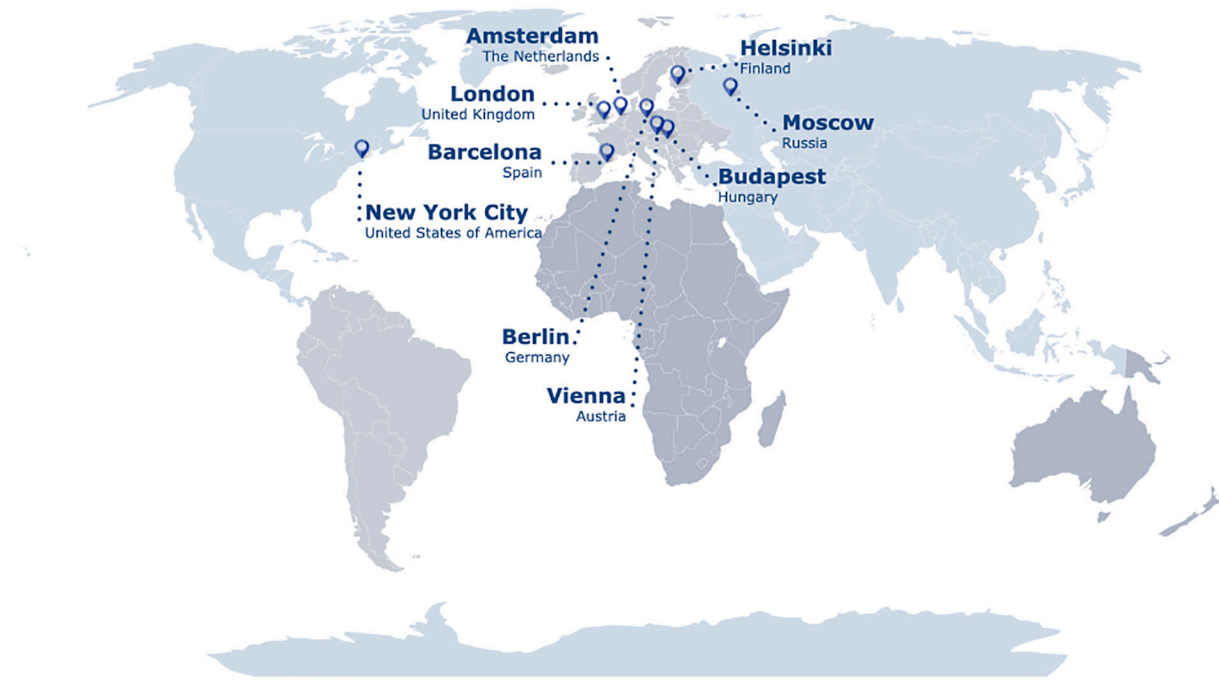 Amsterdam
The Netherlands
Helsinki
Finland
London
United Kingdom
Moscow
Russia
Barcelona
Spain
Budapest
Hungary
New York City
United States of America
Berlin
Germany
Vienna
Austria